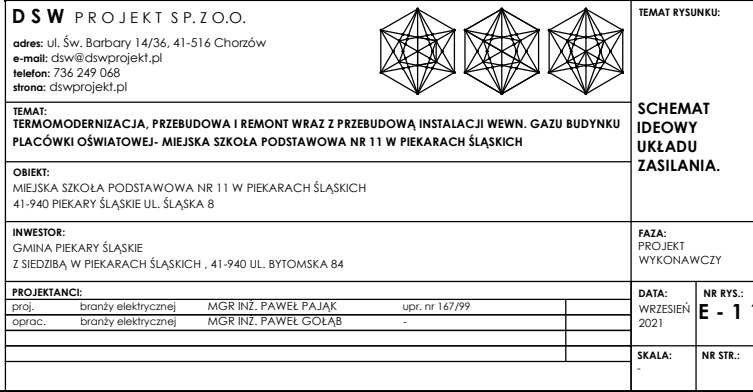 DSW PROJEKT SP. Z O.O.
adres: ul. Św. Barbary 14/36, 41-516 Chorzów
e-mail: dsw@dswprojekt.pl
telefon: 736 249 068
strona: dswprojekt.pl
TEMAT:
TERMOMODERNIZACJA, PRZEBUDOWA I REMONT WRAZ Z PRZEBUDOWĄ INSTALACJI WEWN. GAZU BUDYNKU
PLACÓWKI OŚWIATOWEJ- MIEJSKA SZKOŁA PODSTAWOWA NR 11 W PIEKARACH ŚLĄSKICH
OBIEKT:
MIEJSKA SZKOŁA PODSTAWOWA NR 11 W PIEKARACH ŚLĄSKICH
41-940 PIEKARY ŚLĄSKIE UL. ŚLĄSKA 8
INWESTOR:
GMINA PIEKARY ŚLĄSKIE
Z SIEDZIBĄ W PIEKARACH ŚLĄSKICH , 41-940 UL. BYTOMSKA 84
PROJEKTANCI:
proj. branży elektrycznej MGR INŻ. PAWEŁ PAJĄK upr. nr 167/99
oprac. branży elektrycznej MGR INŻ. PAWEŁ GOŁĄB -
TEMAT RYSUNKU:
SCHEMAT
IDEOWY
UKŁADU
ZASILANIA.
FAZA:
PROJEKT
WYKONAWCZY
DATA:
WRZESIEŃ
2021
NR RYS.:
E - 1
SKALA:
-
NR STR.: